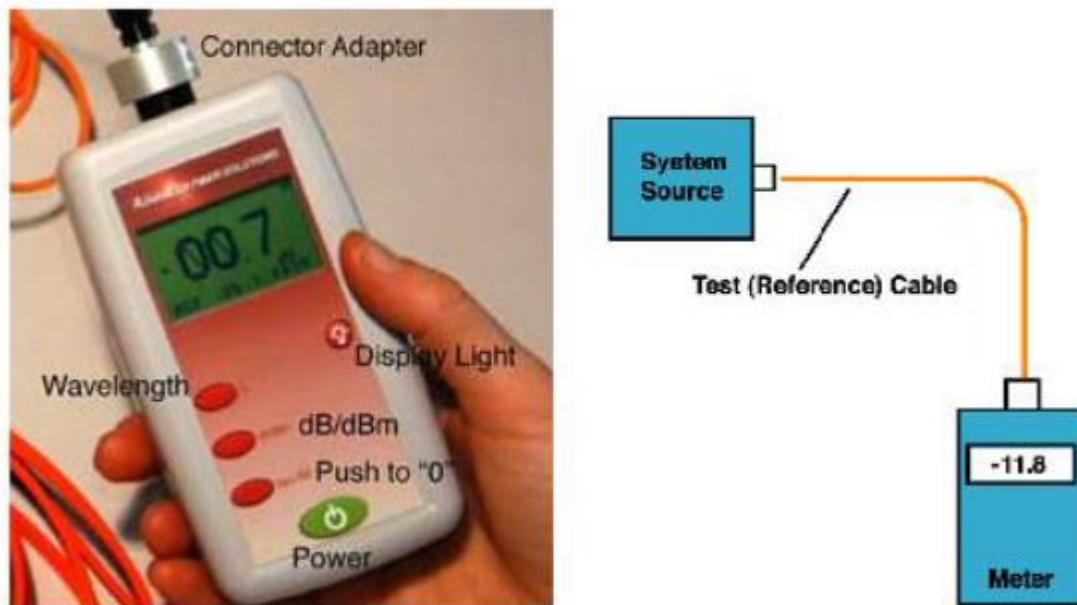 Connector Adapter
-00.7
Display Light
Wavelength
dB/dBm
Push to "0"
Power
System
Source
Test (Reference) Cable
-11.8
Meter